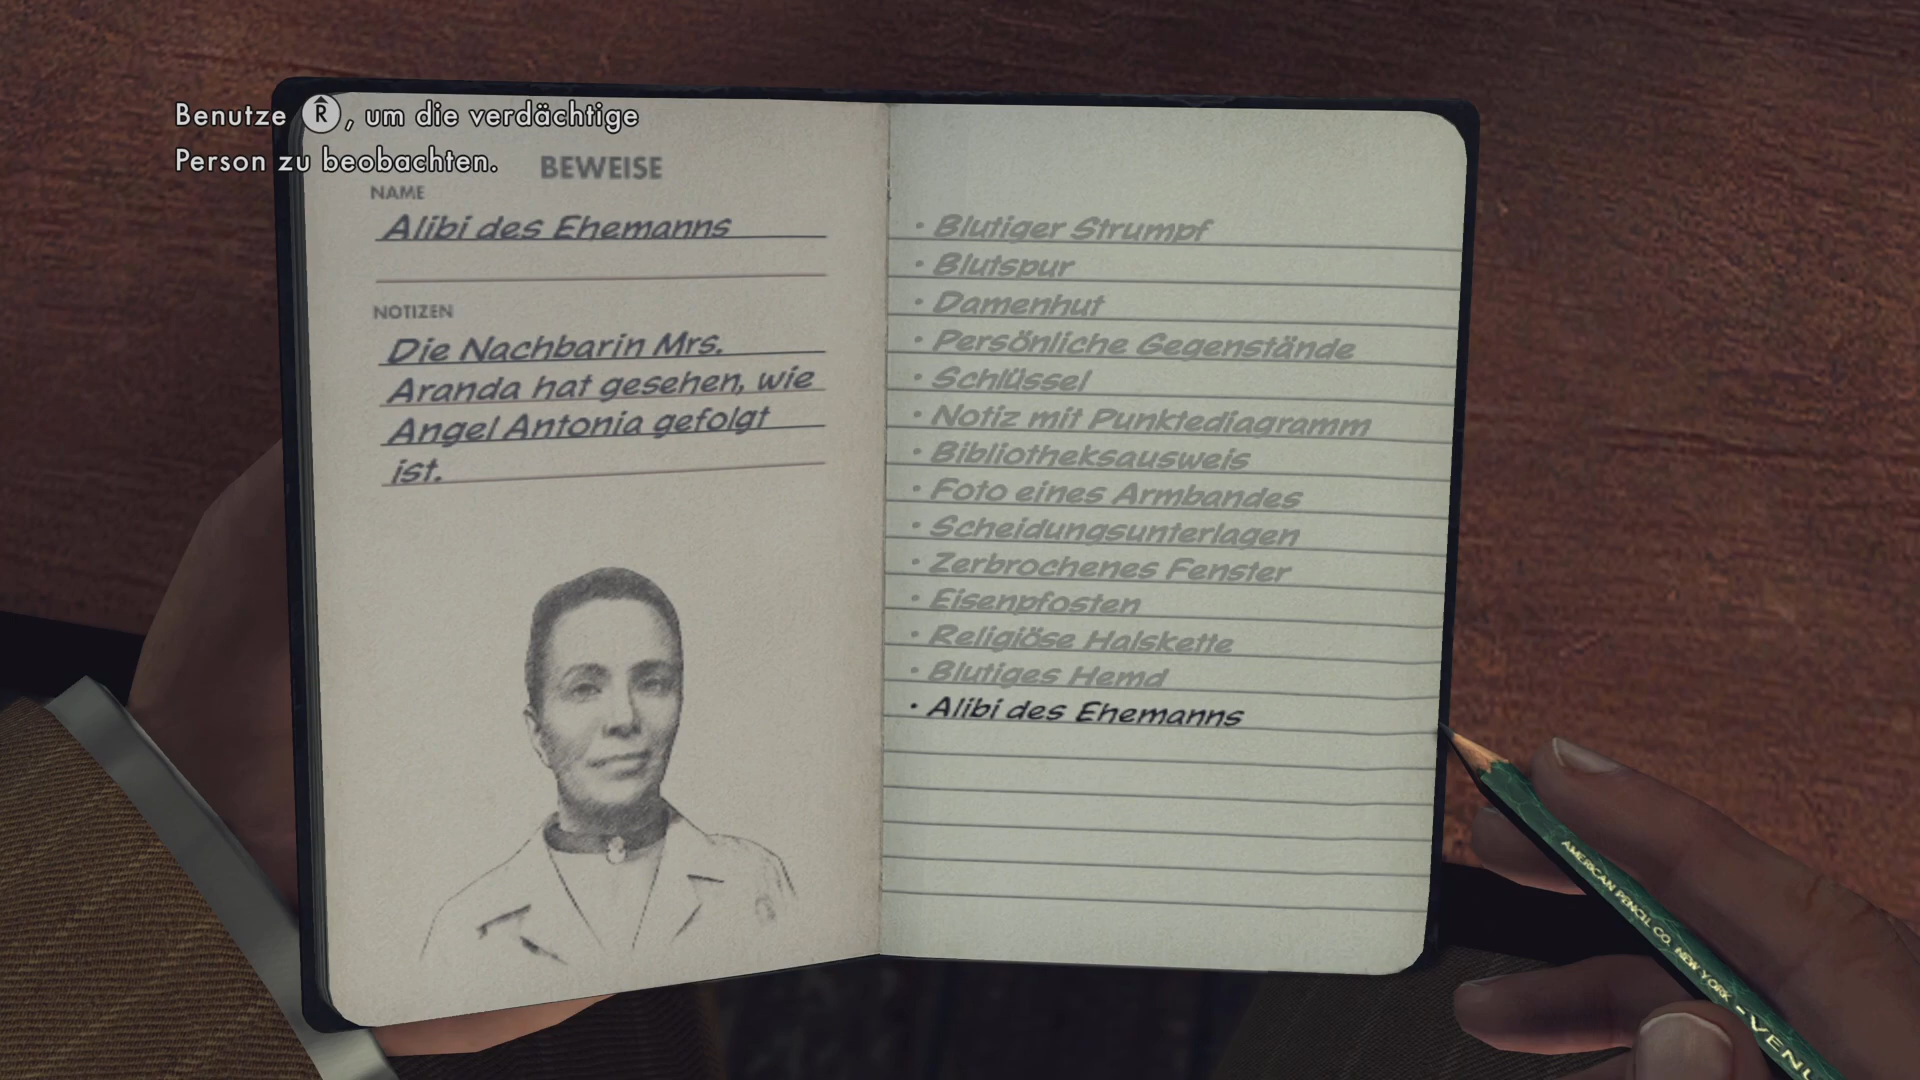 Benutze R, um die verdächtige
Person zu beobachten.
BEWEISE
NAME
Alibi des Ehemanns
NOTIZEN
Die Nachbarin Mrs.
Aranda hat gesehen, wie
Angel Antonia gefolgt
ist.
• Blutiger Strumpf
• Blutspur
• Damenhut
• Persönliche Gegenstände
• Schlüssel
• Notiz mit Punktediagramm
• Bibliotheksausweis
• Foto eines Armbandes
• Scheidungsunterlagen
• Zerbrochenes Fenster
• Eisenpfosten
• Religiöse Halskette
• Blutiges Hemd
• Alibi des Ehemanns
AMERICAN PENCIL CO. NEW YORK -VENU